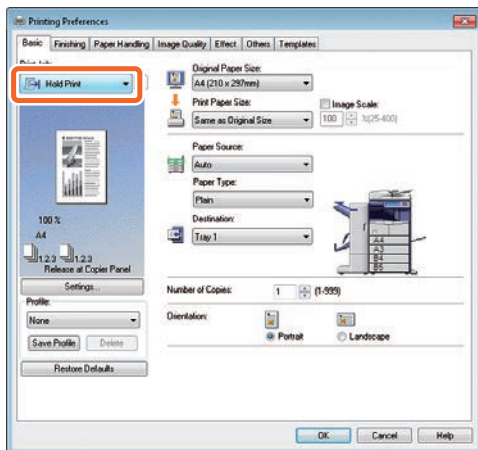 Printing Preferences
Basic Finishing Paper Handling Image Quality Effect Others Templates
Print Job:
Hold Print
Original Paper Size:
A4 (210 x 297mm)
Print Paper Size:
Same as Original Size
Image Scale:
100 %(25-400)
Paper Source:
Auto
Paper Type:
Plain
Destination:
Tray 1
A4
A3
B4
B5
100 %
A4
1.2.3 1.2.3
Release at Copier Panel
Settings...
Number of Copies: 1 (1-999)
Profile:
None
Save Profile Delete
Restore Defaults
Orientation:
Portrait Landscape
OK Cancel Help